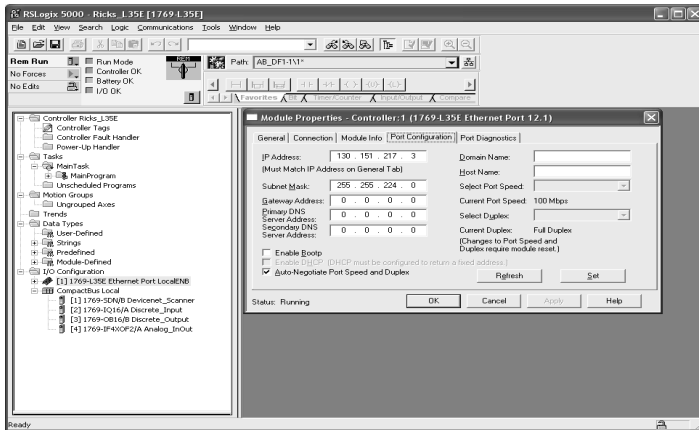 RSLogix 5000 - Ricks_L35E [1769-L35E]
File Edit View Search Logic Communications Tools Window Help
Rem Run
No Forces
No Edits
Run Mode
Controller OK
Battery OK
I/O OK
REM
Path: AB_DF1-1\1*
Favorites Bit Timer/Counter Input/Output Compare
Controller Ricks_L35E
Controller Tags
Controller Fault Handler
Power-Up Handler
Tasks
MainTask
MainProgram
Unscheduled Programs
Motion Groups
Ungrouped Axes
Trends
Data Types
User-Defined
Strings
Predefined
Module-Defined
I/O Configuration
[1] 1769-L35E Ethernet Port LocalENB
CompactBus Local
[1] 1769-SDN/B Devicenet_Scanner
[2] 1769-IQ16/A Discrete_Input
[3] 1769-OB16/B Discrete_Output
[4] 1769-IF4XOF2/A Analog_InOut
Module Properties - Controller:1 (1769-L35E Ethernet Port 12.1)
General Connection Module Info Port Configuration Port Diagnostics
IP Address: 130 . 151 . 217 . 3
(Must Match IP Address on General Tab)
Subnet Mask: 255 . 255 . 224 . 0
Gateway Address: 0 . 0 . 0 . 0
Primary DNS
Server Address: 0 . 0 . 0 . 0
Secondary DNS
Server Address: 0 . 0 . 0 . 0
Enable Bootp
Enable DHCP (DHCP must be configured to return a fixed address.)
Auto-Negotiate Port Speed and Duplex
Domain Name:
Host Name:
Select Port Speed:
Current Port Speed: 100 Mbps
Select Duplex:
Current Duplex: Full Duplex
(Changes to Port Speed and
Duplex require module reset.)
Refresh Set
Status: Running OK Cancel Apply Help
Ready